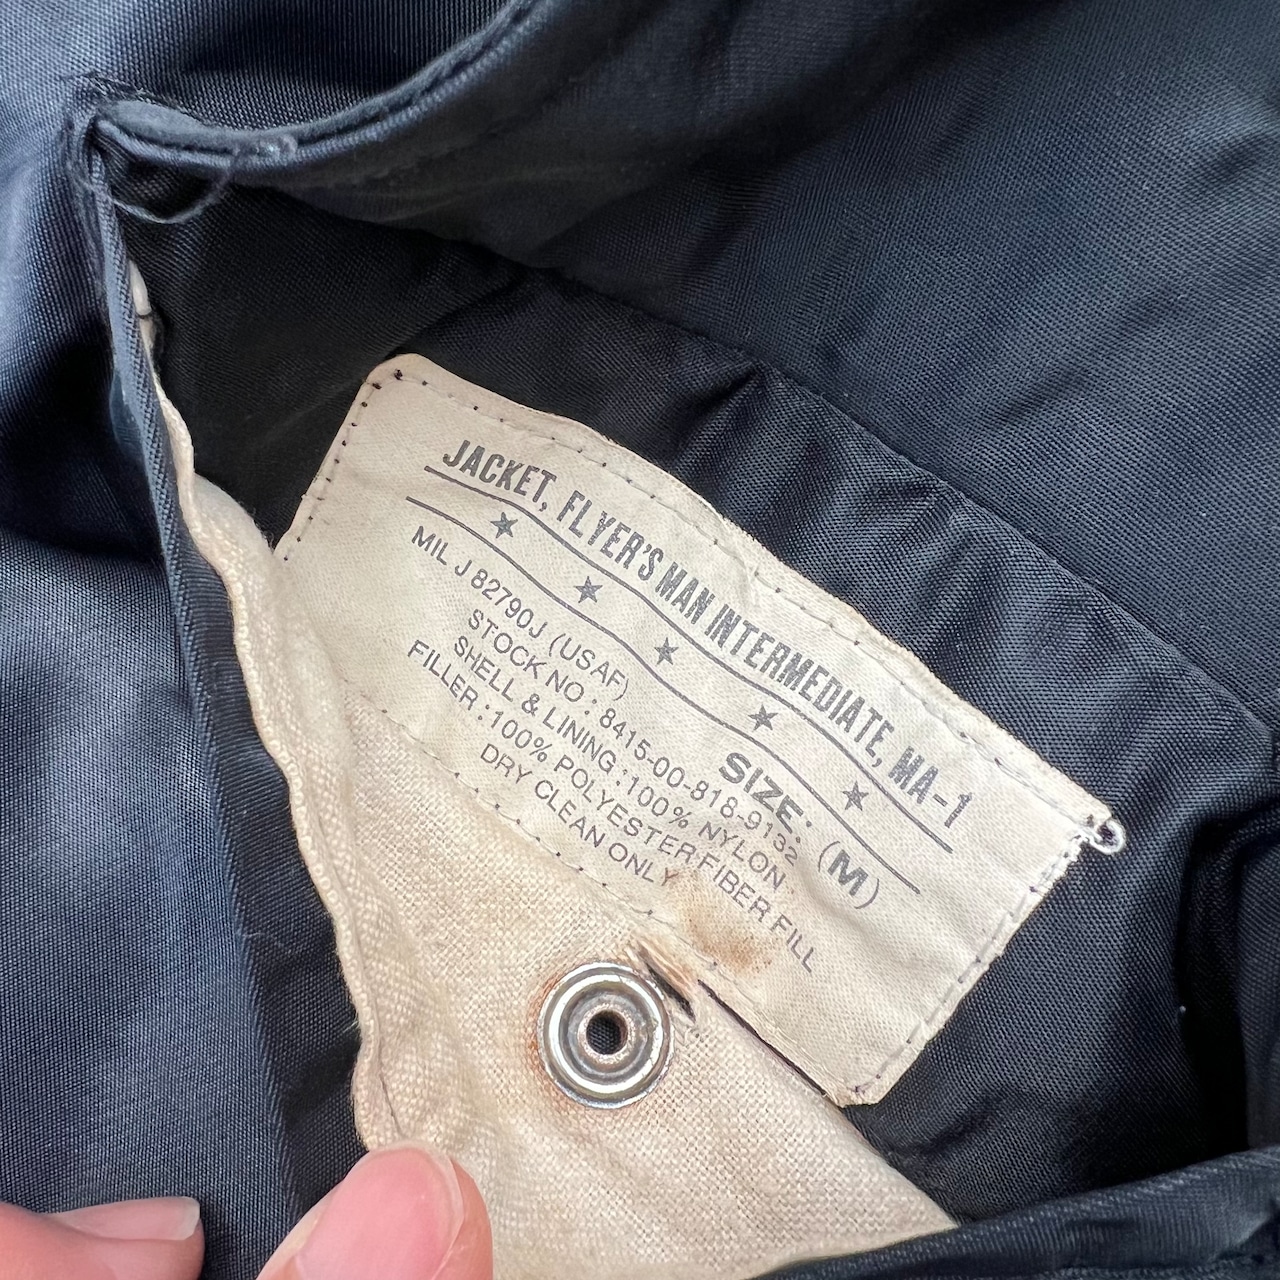 JACKET, FLYER'S MAN INTERMEDIATE, MA-1
SIZE: (M)
MIL J 82790J (USAF)
STOCK NO : 8415-00-818-9132
SHELL & LINING :100% NYLON
FILLER :100% POLYESTER FIBER FILL
DRY CLEAN ONLY